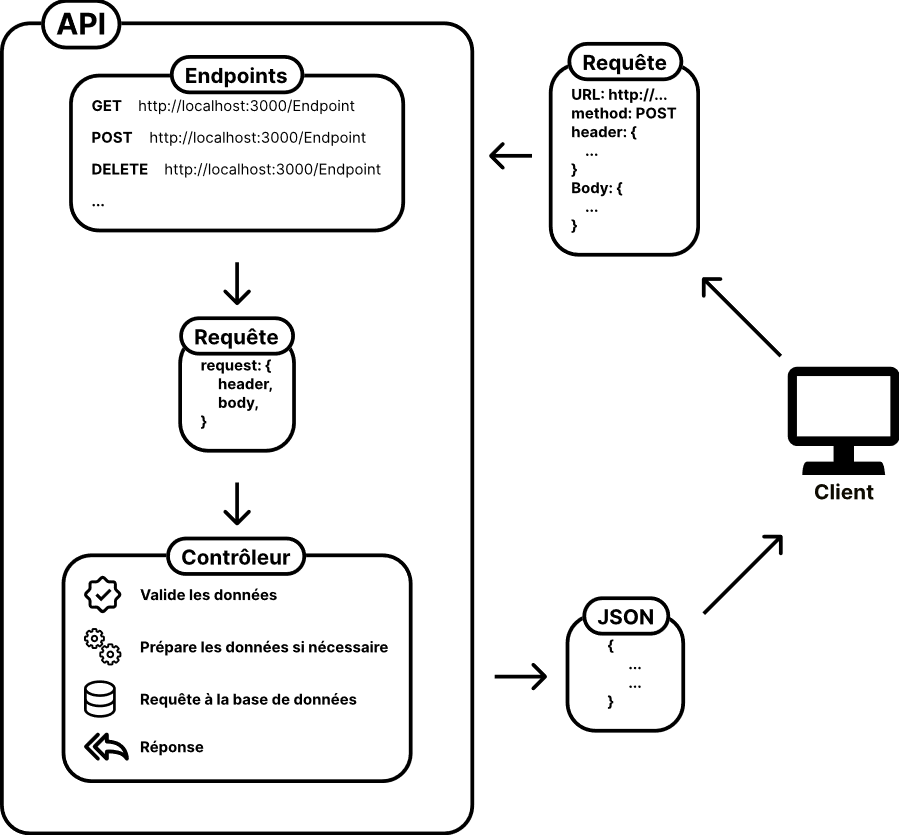 API
Endpoints
GET http://localhost:3000/Endpoint
POST http://localhost:3000/Endpoint
DELETE http://localhost:3000/Endpoint
...
Requête
request: {
header,
body,
}
Contrôleur
Valide les données
Prépare les données si nécessaire
Requête à la base de données
Réponse
Requête
URL: http://...
method: POST
header: {
...
}
Body: {
...
}
Client
JSON
{
...
...
}